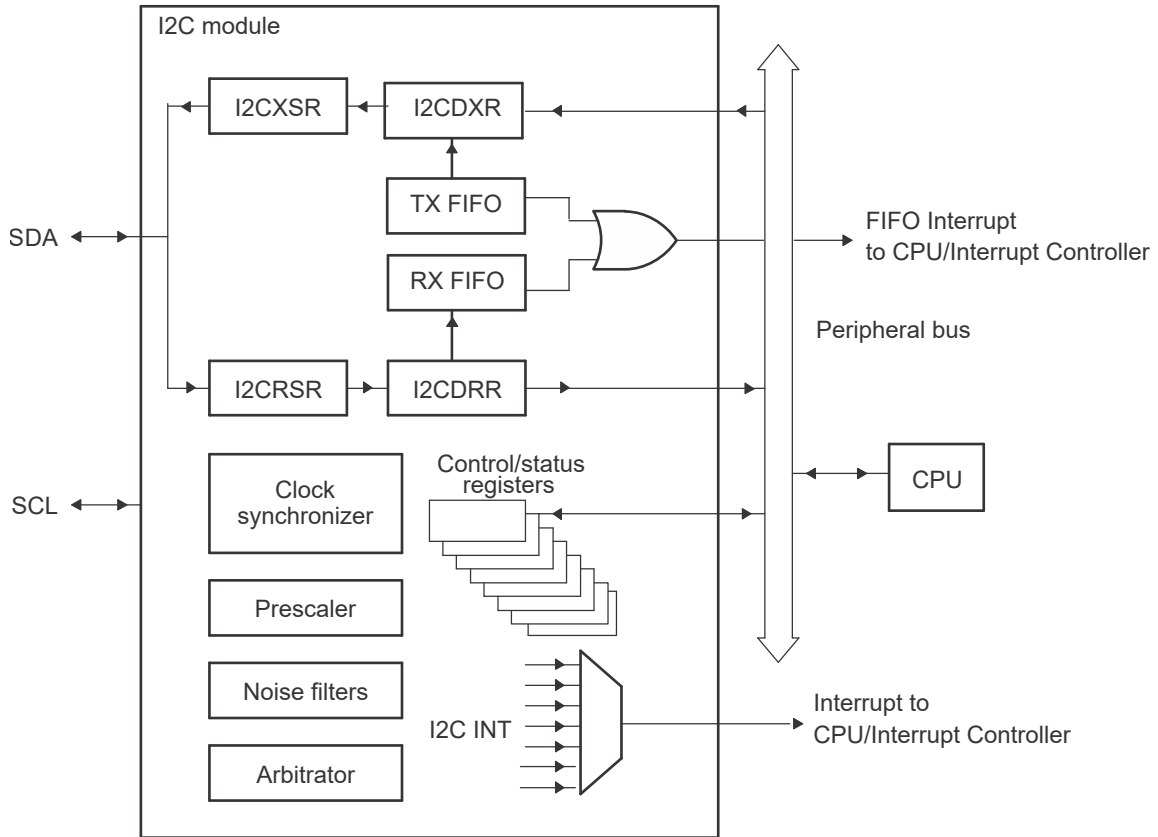 I2C module
I2CXSR
I2CDXR
TX FIFO
SDA
FIFO Interrupt
to CPU/Interrupt Controller
RX FIFO
Peripheral bus
I2CRSR
I2CDRR
Control/status
registers
CPU
SCL
Clock
synchronizer
Prescaler
Noise filters
I2C INT
Interrupt to
CPU/Interrupt Controller
Arbitrator